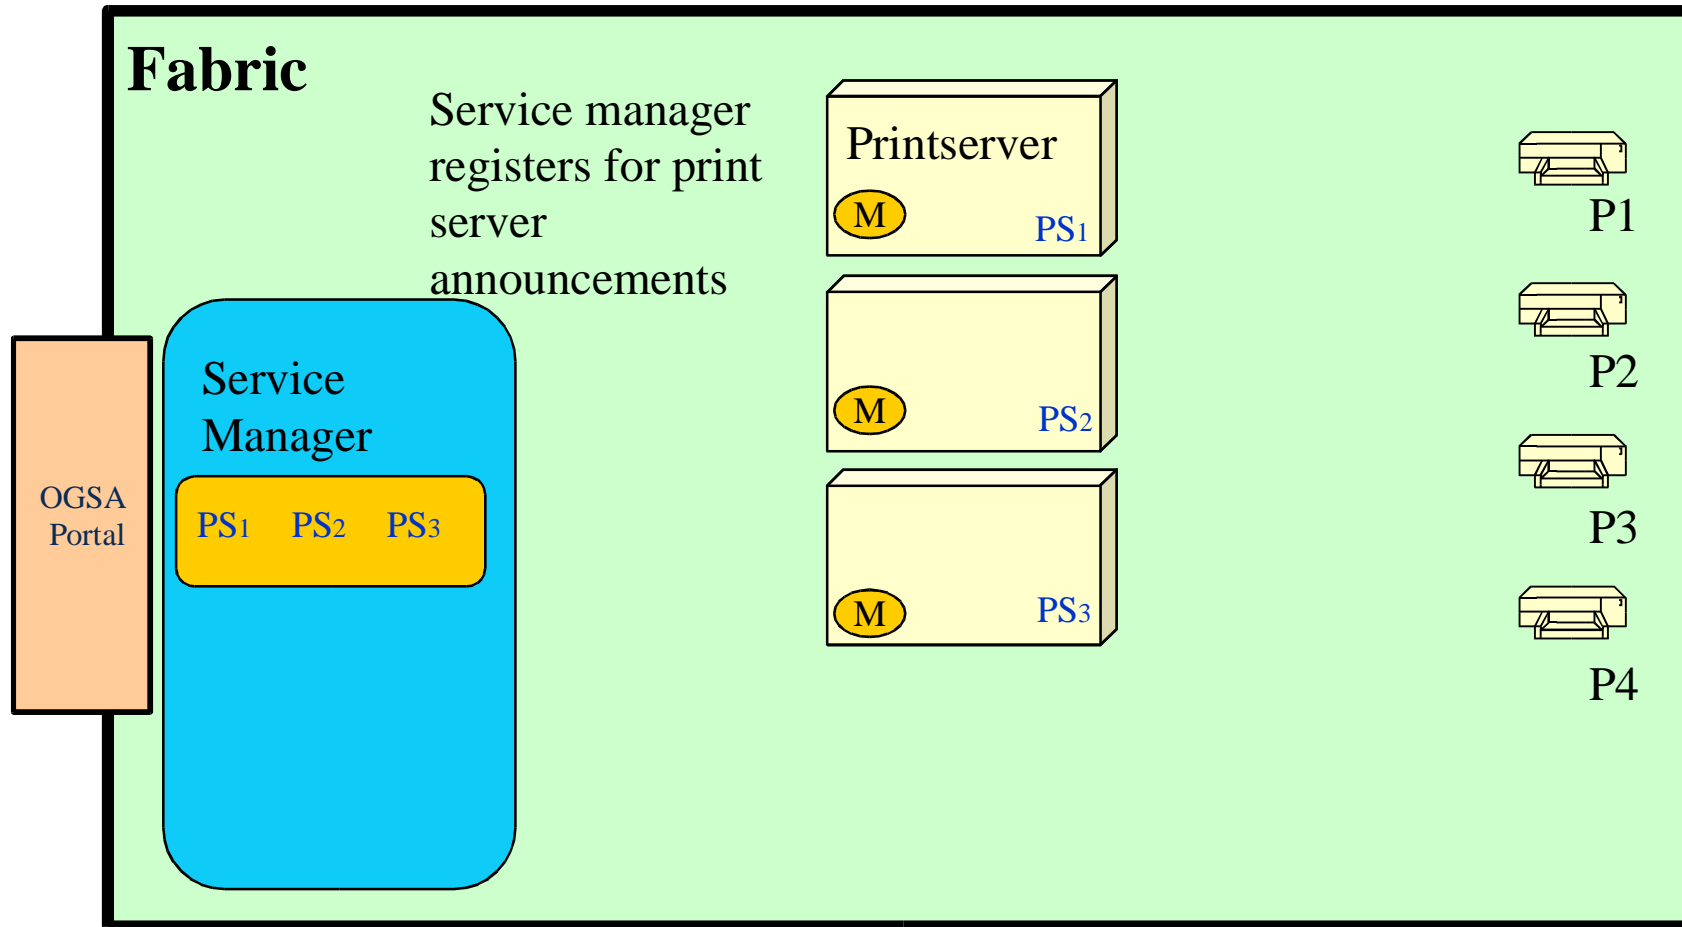 Fabric
Service manager
registers for print
server
announcements
Printserver
M
PS1
M
PS2
M
PS3
P1
P2
P3
P4
Service
Manager
PS1 PS2 PS3
OGSA
Portal